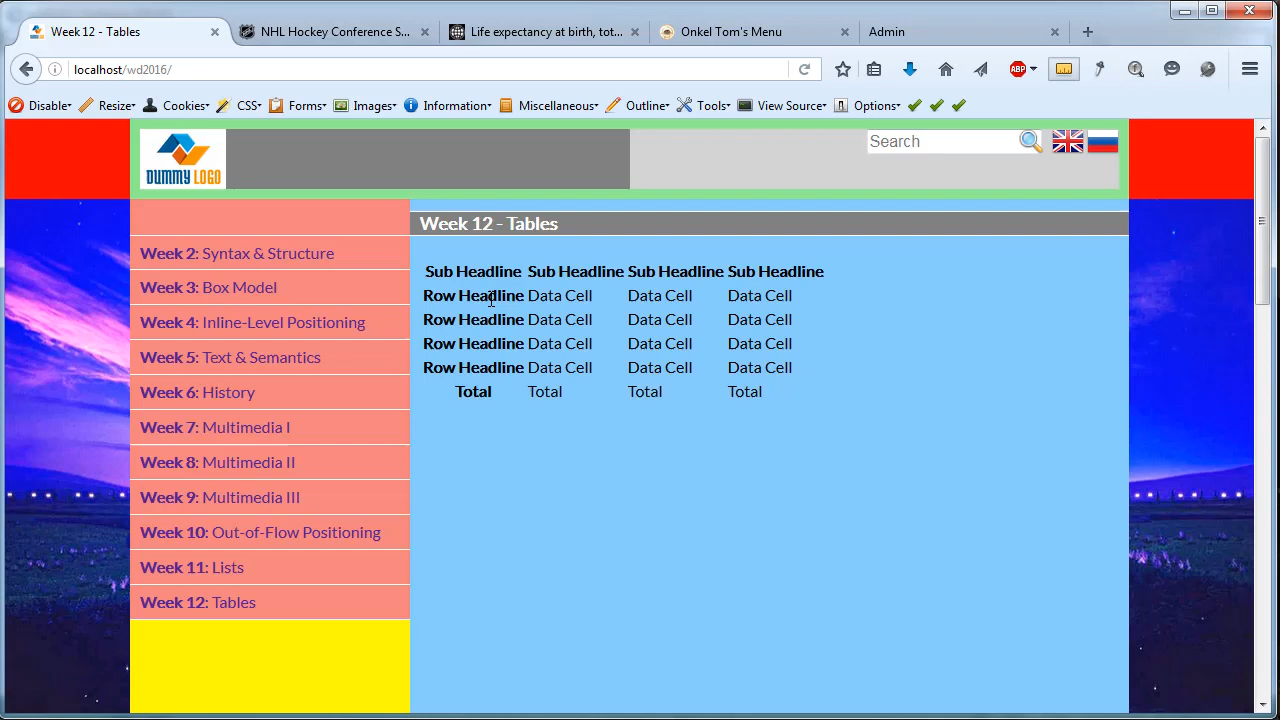 Week 12 - Tables
NHL Hockey Conference S...
Life expectancy at birth, tot...
Onkel Tom's Menu
Admin
localhost/wd2016/
ABP
Disable
Resize
Cookies
CSS
Forms
Images
Information
Miscellaneous
Outline
Tools
View Source
Options
DUMMY LOGO
Search
Week 12 - Tables
Week 2: Syntax & Structure
Week 3: Box Model
Week 4: Inline-Level Positioning
Week 5: Text & Semantics
Week 6: History
Week 7: Multimedia I
Week 8: Multimedia II
Week 9: Multimedia III
Week 10: Out-of-Flow Positioning
Week 11: Lists
Week 12: Tables
Sub Headline Sub Headline Sub Headline Sub Headline
Row Headline Data Cell Data Cell Data Cell
Row Headline Data Cell Data Cell Data Cell
Row Headline Data Cell Data Cell Data Cell
Row Headline Data Cell Data Cell Data Cell
Total Total Total Total